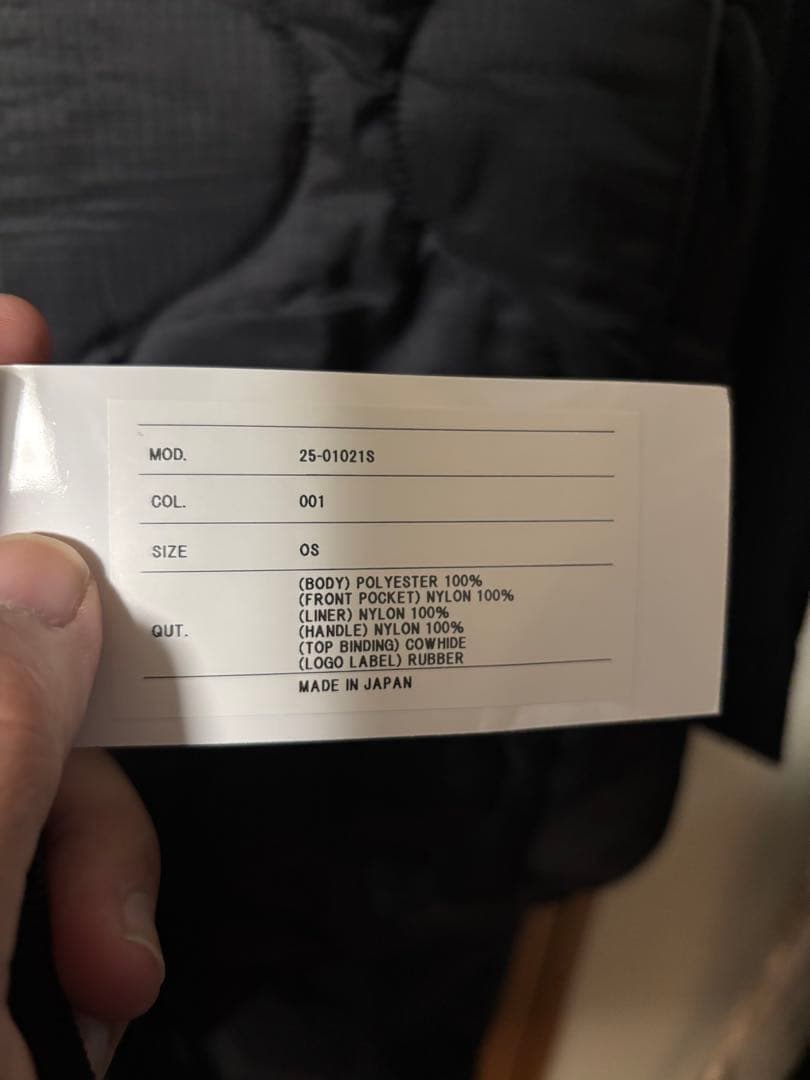 MOD. 25-01021S
COL. 001
SIZE OS
QUT. (BODY) POLYESTER 100%
(FRONT POCKET) NYLON 100%
(LINER) NYLON 100%
(HANDLE) NYLON 100%
(TOP BINDING) COWHIDE
(LOGO LABEL) RUBBER
MADE IN JAPAN